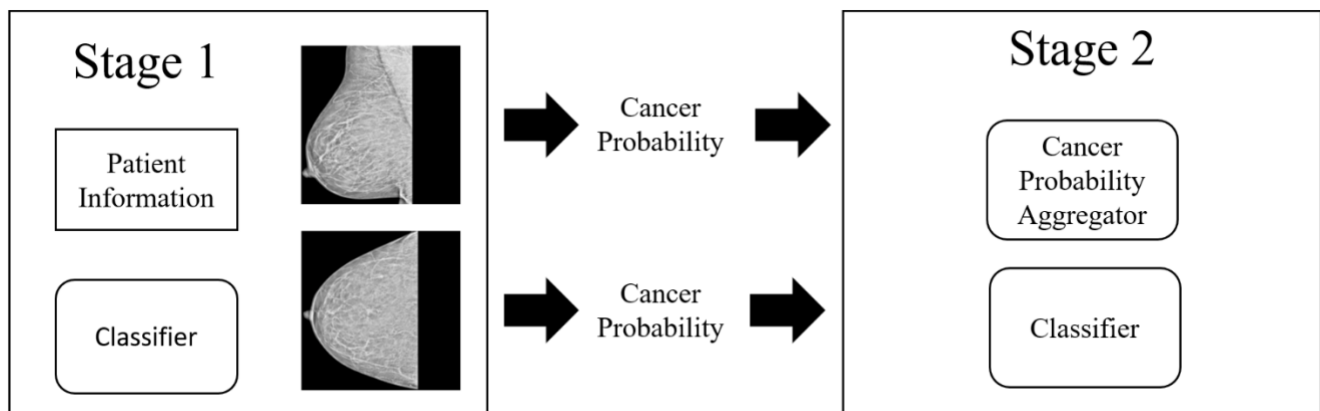 Stage 1
Patient
Information
Classifier
Cancer
Probability
Cancer
Probability
Stage 2
Cancer
Probability
Aggregator
Classifier